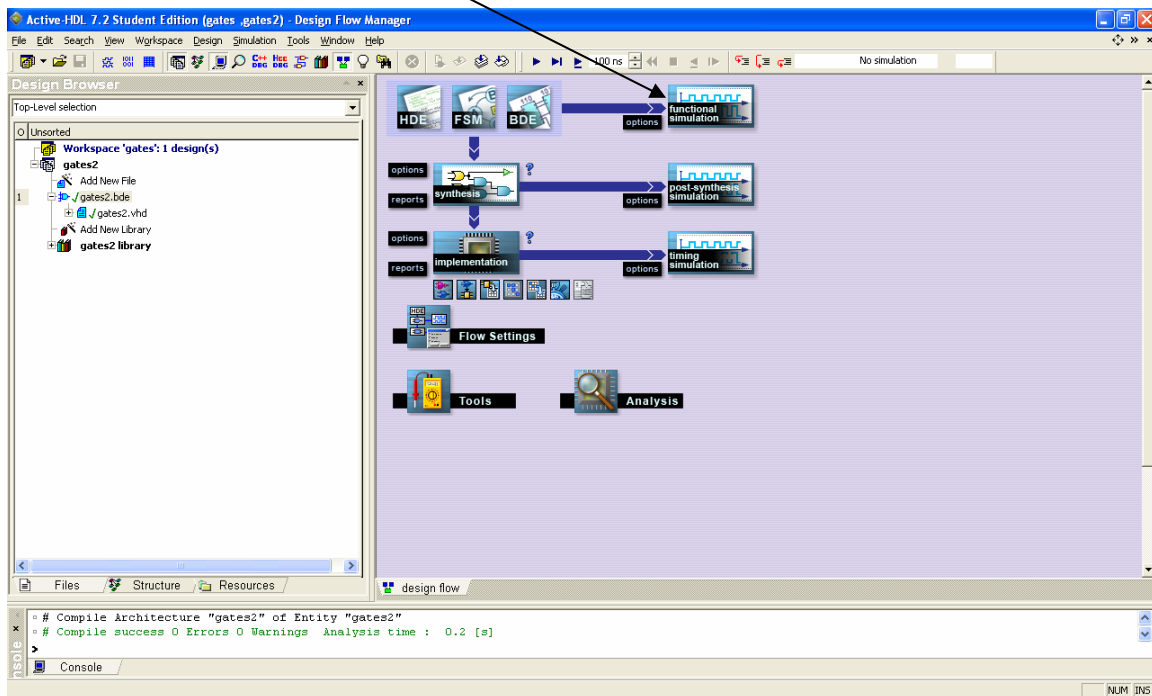 Active-HDL 7.2 Student Edition (gates ,gates2) - Design Flow Manager
File Edit Search View Workspace Design Simulation Tools Window Help
100 ns No simulation
Design Browser
Top-Level selection
O Unsorted
Workspace 'gates': 1 design(s)
gates2
Add New File
1 gates2.bde
gates2.vhd
Add New Library
gates2 library
Files Structure Resources
HDE FSM BDE
options
functional
simulation
options
reports
synthesis
options
post-synthesis
simulation
options
reports
implementation
options
timing
simulation
HDE
Flow Settings
Tools
Analysis
design flow
# Compile Architecture "gates2" of Entity "gates2"
# Compile success 0 Errors 0 Warnings Analysis time : 0.2 [s]
>
Console
NUM INS